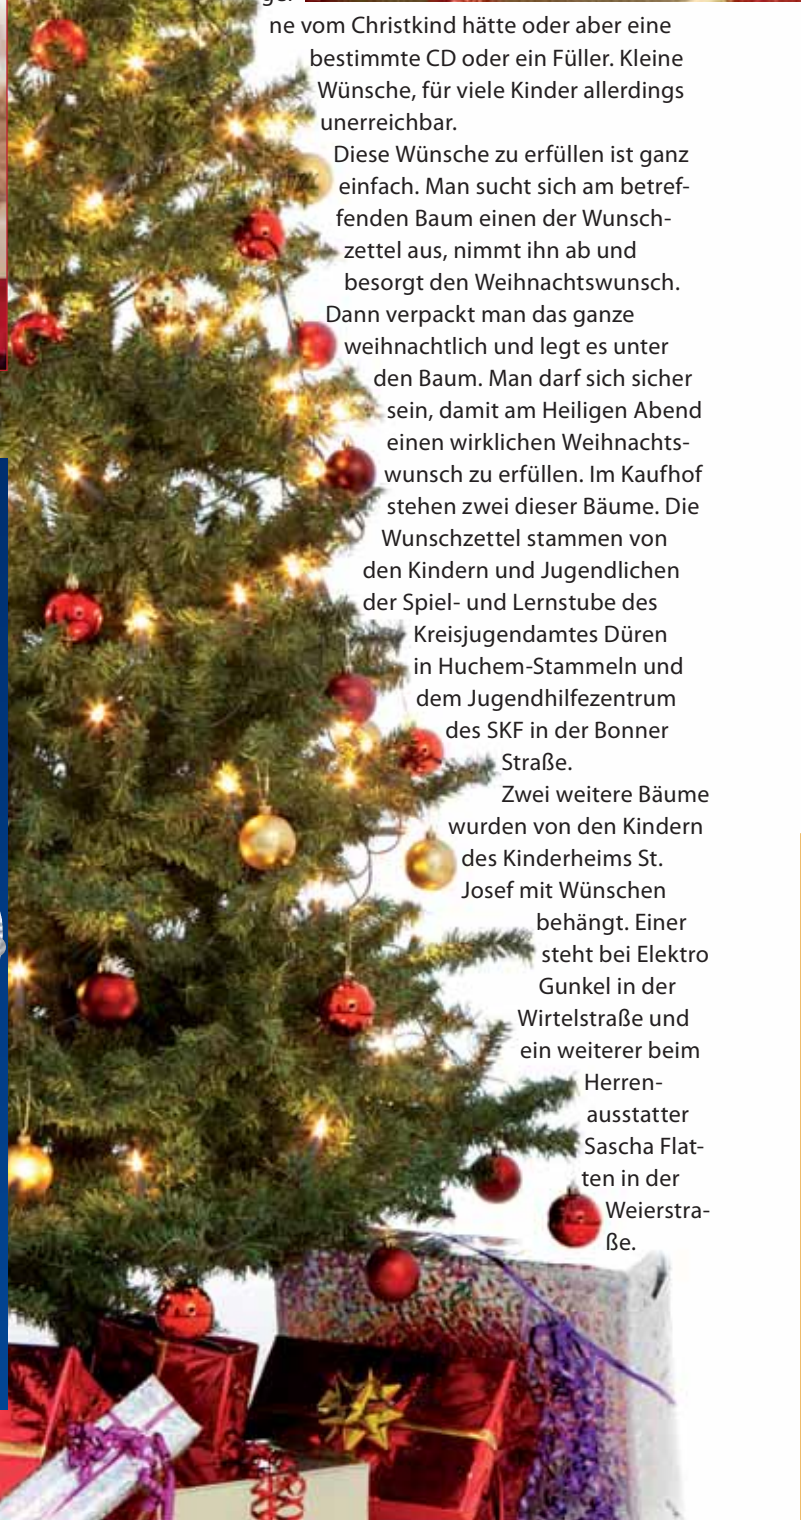 ne vom Christkind hätte oder aber eine
bestimmte CD oder ein Füller. Kleine
Wünsche, für viele Kinder allerdings
unerreichbar.
Diese Wünsche zu erfüllen ist ganz
einfach. Man sucht sich am betref-
fenden Baum einen der Wunsch-
zettel aus, nimmt ihn ab und
besorgt den Weihnachtswunsch.
Dann verpackt man das ganze
weihnachtlich und legt es unter
den Baum. Man darf sich sicher
sein, damit am Heiligen Abend
einen wirklichen Weihnachts-
wunsch zu erfüllen. Im Kaufhof
stehen zwei dieser Bäume. Die
Wunschzettel stammen von
den Kindern und Jugendlichen
der Spiel- und Lernstube des
Kreisjugendamtes Düren
in Huchem-Stammeln und
dem Jugendhilfezentrum
des SKF in der Bonner
Straße.
Zwei weitere Bäume
wurden von den Kindern
des Kinderheims St.
Josef mit Wünschen
behängt. Einer
steht bei Elektro
Gunkel in der
Wirtelstraße und
ein weiterer beim
Herren-
ausstatter
Sascha Flat-
ten in der
Weierstra-
ße.